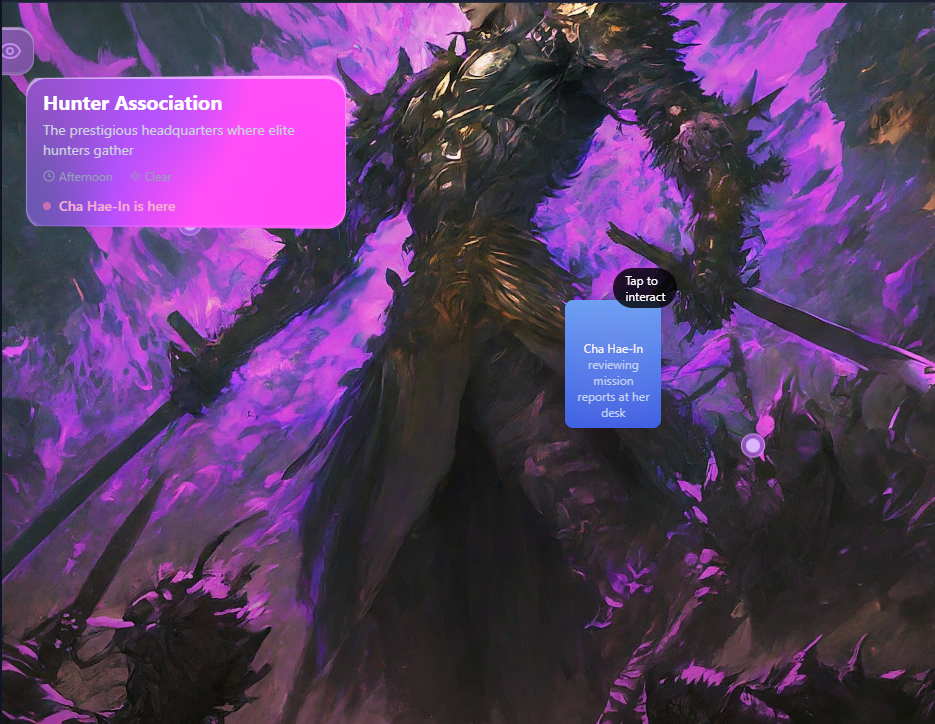 Hunter Association
The prestigious headquarters where elite
hunters gather
Afternoon Clear
Cha Hae-In is here
Tap to
interact
Cha Hae-In
reviewing
mission
reports at her
desk